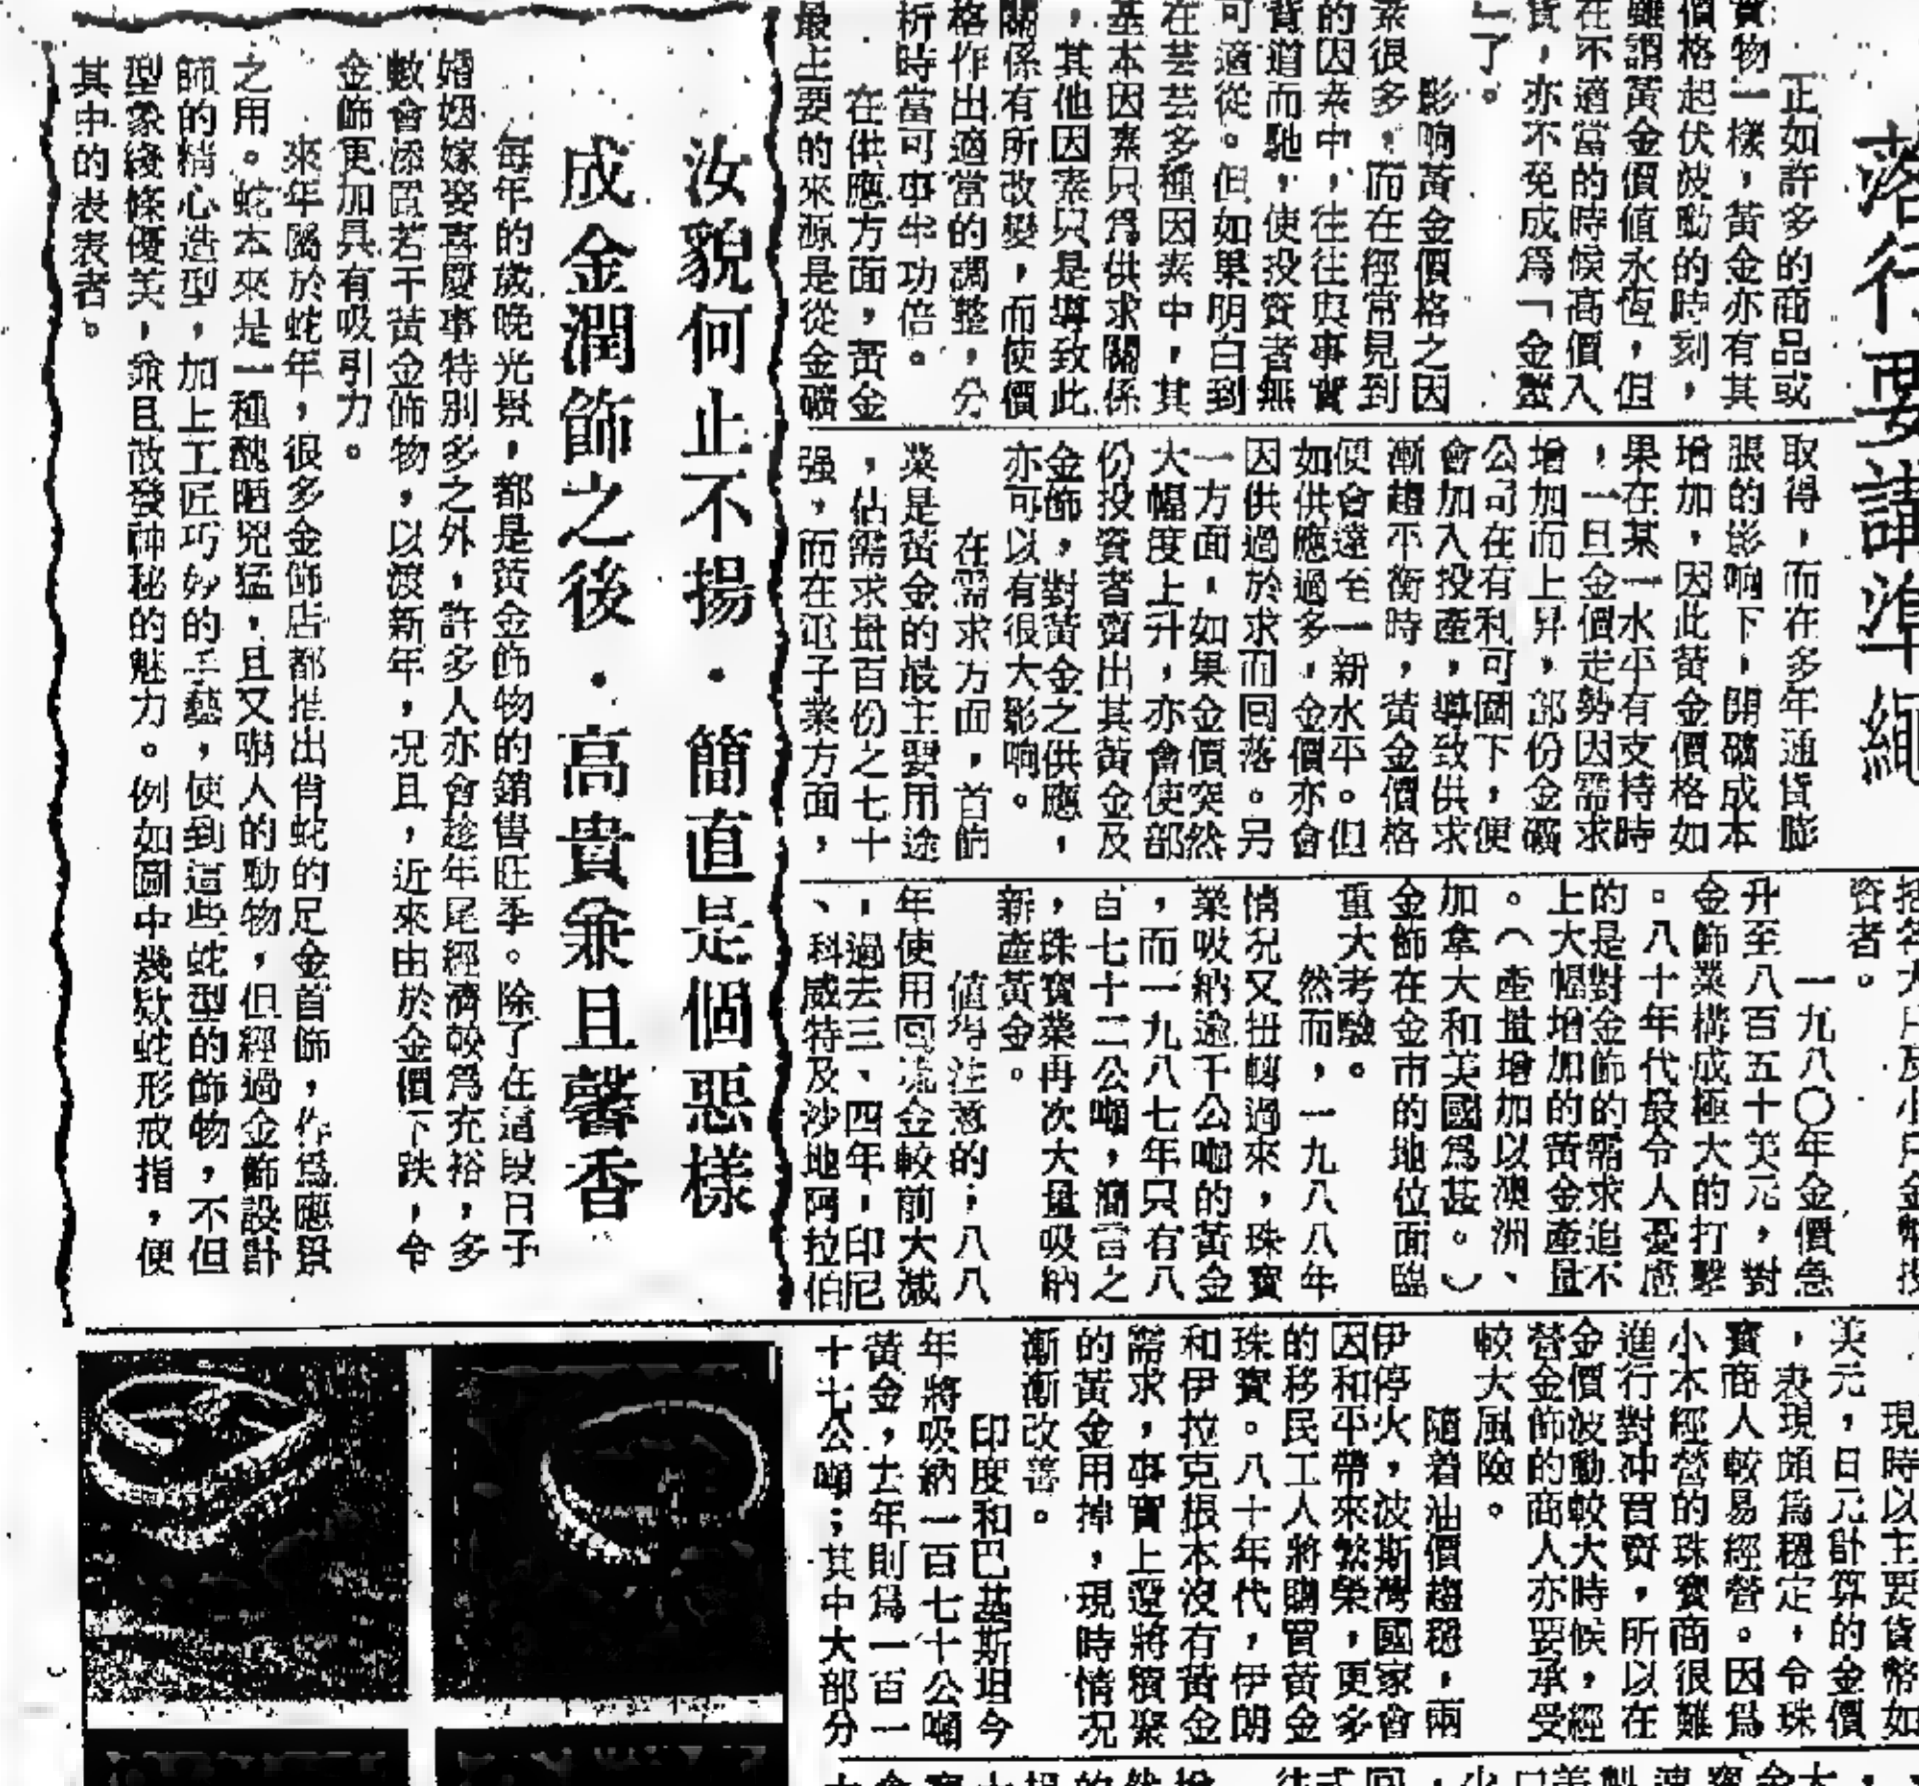 落行要講準繩
正如許多的商品或
實物一樣，黃金亦有其
價格起伏波動的時刻，
雖謂黃金價值永恆，但
在不適當的時候高價入
貨，亦不免成爲「金蟹
」了。
影响黃金價格之因
素很多，而在經常見到
的因素中，往往與事實
背道而馳，使投資者無
可適從。但如果明白到
在芸芸多種因素中，其
基本因素只爲供求關係
，其他因素只是導致此
關係有所改變，而使價
格作出適當的調整，分
析時當可事半功倍。
在供應方面，黃金
最主要的來源是從金礦
取得，而在多年通貨膨
脹的影响下，開礦成本
增加，因此黃金價格如
果在某一水平有支持時
，一旦金價走勢因需求
增加而上昇，部份金礦
公司在有利可圖下，便
會加入投產，導致供求
漸趨平衡時，黃金價格
便會達至一新水平。但
如供應過多，金價亦會
因供過於求而回落。另
一方面，如果金價突然
大幅度上升，亦會使部
份投資者賣出其黃金及
金飾，對黃金之供應，
亦可以有很大影响。
在需求方面，首飾
業是黃金的最主要用途
，佔需求量百份之七十
强，而在電子業方面，
資者。
一九八〇年金價急
升至八百五十美元，對
金飾業構成極大的打擊
。八十年代最令人憂慮
的是對金飾的需求追不
上大幅增加的黃金產量
。（產量增加以澳洲、
加拿大和美國爲甚。）
金飾在金市的地位面臨
重大考驗。
然而，一九八八年
情况又扭轉過來，珠寶
業吸納逾千公噸的黃金
，而一九八七年只有八
百七十二公噸，換言之
，珠寶業再次大量吸納
新產黃金。
值得注意的，八八
年使用回流金較前大減
，過去三、四年，印尼
、科威特及沙地阿拉伯
現時以主要貨幣如
美元，日元計算的金價
，表現頗爲穩定，令珠
寶商人較易經營。因爲
小本經營的珠寶商很難
進行對冲買賣，所以在
金價波動較大時候，經
營金飾的商人亦要承受
較大風險。
隨着油價趨穩，兩
伊停火，波斯灣國家會
因和平帶來繁榮，更多
的移民工人將購買黃金
珠寶。八十年代，伊朗
和伊拉克根本沒有黃金
需求，事實上還將積聚
的黃金用掉，現時情况
漸漸改善。
印度和巴基斯坦今
年將吸納一百七十公噸
黃金，去年則爲一百一
十七公噸；其中大部分
汝貌何止不揚．簡直是個惡樣
成金潤飾之後．高貴兼且馨香
每年的歲晚光景，都是黃金飾物的銷售旺季。除了在這段日子
婚姻嫁娶喜慶事特别多之外，許多人亦會趁年尾經濟較爲充裕，多
數會添置若干黃金飾物，以渡新年，况且，近來由於金價下跌，令
金飾更加具有吸引力。
來年屬於蛇年，很多金飾店都推出肖蛇的足金首飾，作爲應景
之用。蛇本來是一種醜陋兇猛，且又嚇人的動物，但經過金飾設計
師的精心造型，加上工匠巧妙的手藝，使到這些蛇型的飾物，不但
型象綫條優美，兼且散發神秘的魅力。例如圖中幾欵蛇形戒指，便
其中的表表者。